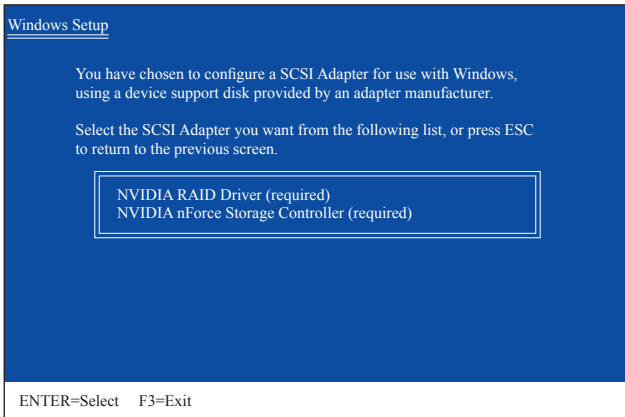 Windows Setup
You have chosen to configure a SCSI Adapter for use with Windows,
using a device support disk provided by an adapter manufacturer.
Select the SCSI Adapter you want from the following list, or press ESC
to return to the previous screen.
NVIDIA RAID Driver (required)
NVIDIA nForce Storage Controller (required)
ENTER=Select F3=Exit